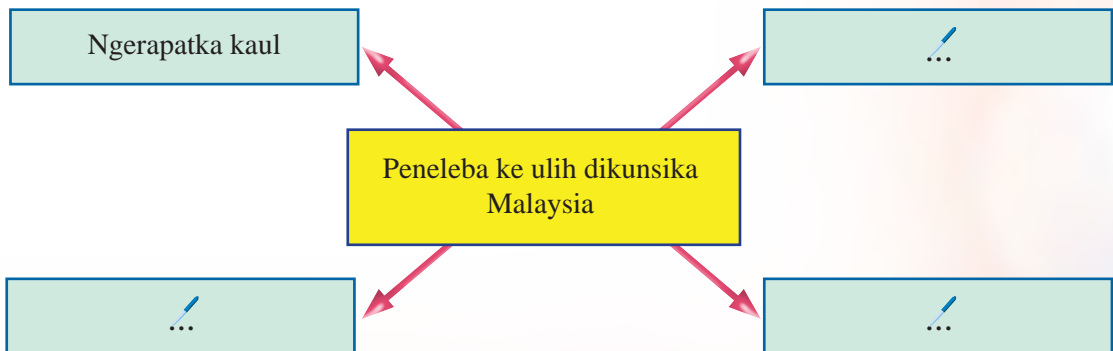 Ngerapatka kaul
...
Peneleba ke ulih dikunsika
Malaysia
...
...